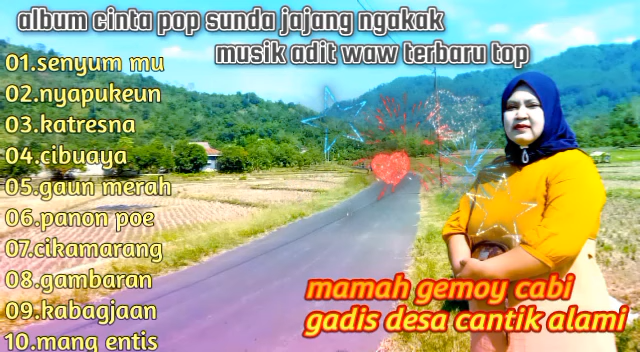 album cinta pop sunda jajang ngakak
musik adit waw terbaru top
01.senyum mu
02.nyapukeun
03.katresna
04.cibuaya
05.gaun merah
06.panon poe
07.cikamarang
08.gambaran
09.kabagjaan
10.mang entis
mamah gemoy cabi
gadis desa cantik alami